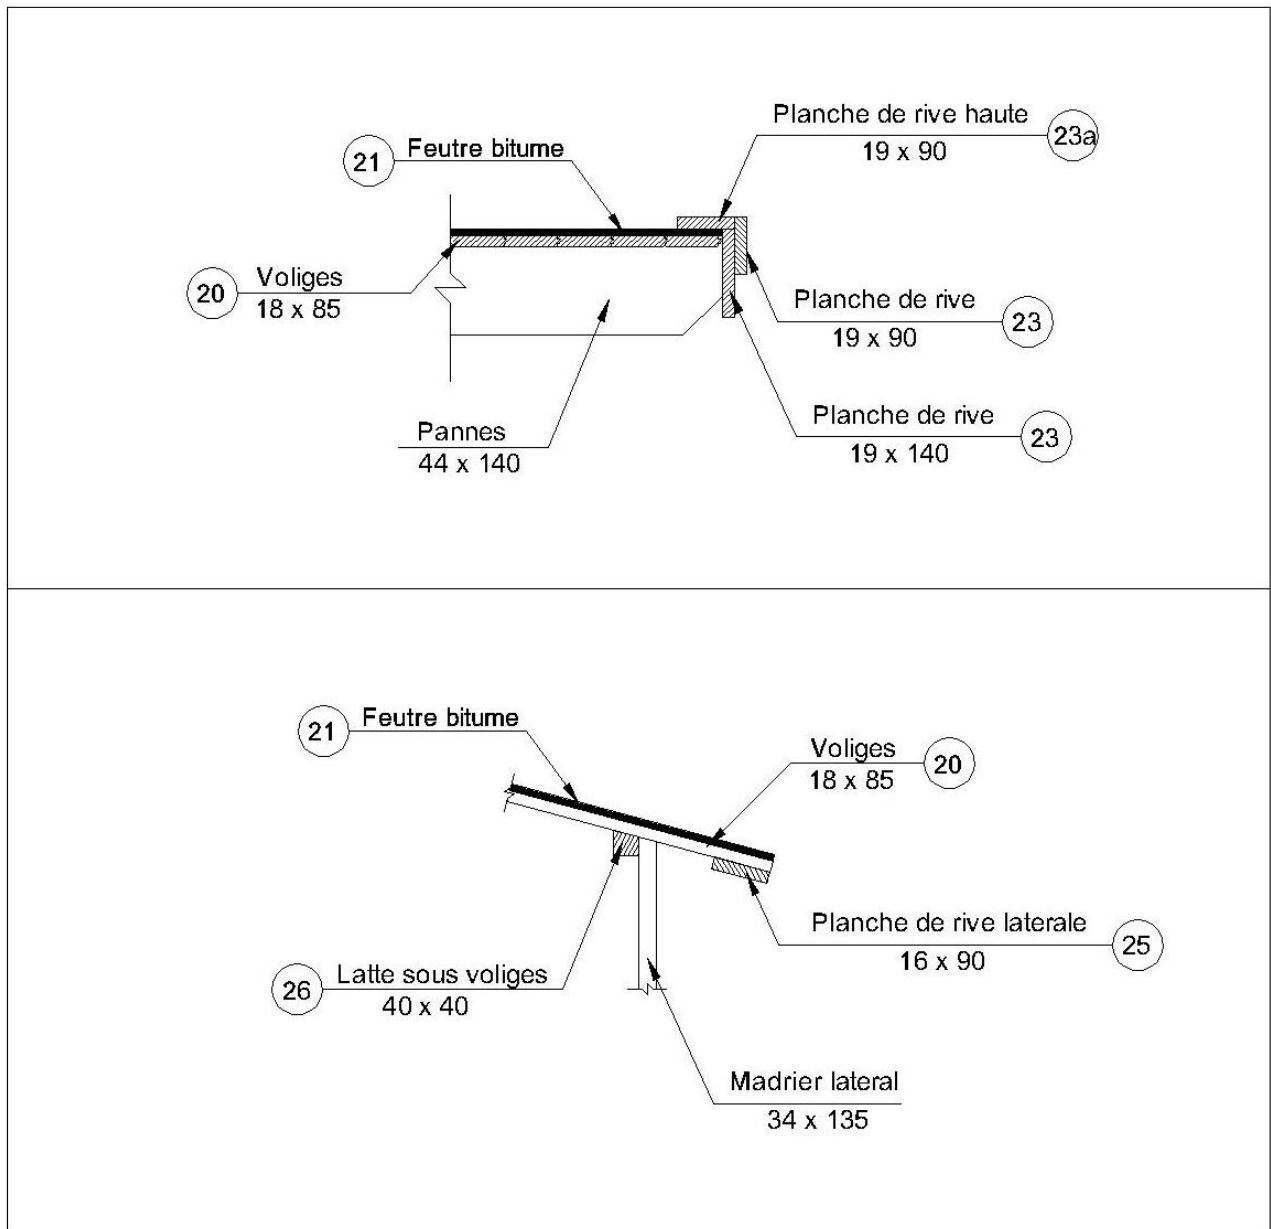 Planche de rive haute
19 x 90
23a
21
Feutre bitume
20
Voliges
18 x 85
Planche de rive
19 x 90
23
Planche de rive
19 x 140
23
Pannes
44 x 140
21
Feutre bitume
Voliges
18 x 85
20
Planche de rive laterale
16 x 90
25
26
Latte sous voliges
40 x 40
Madrier lateral
34 x 135